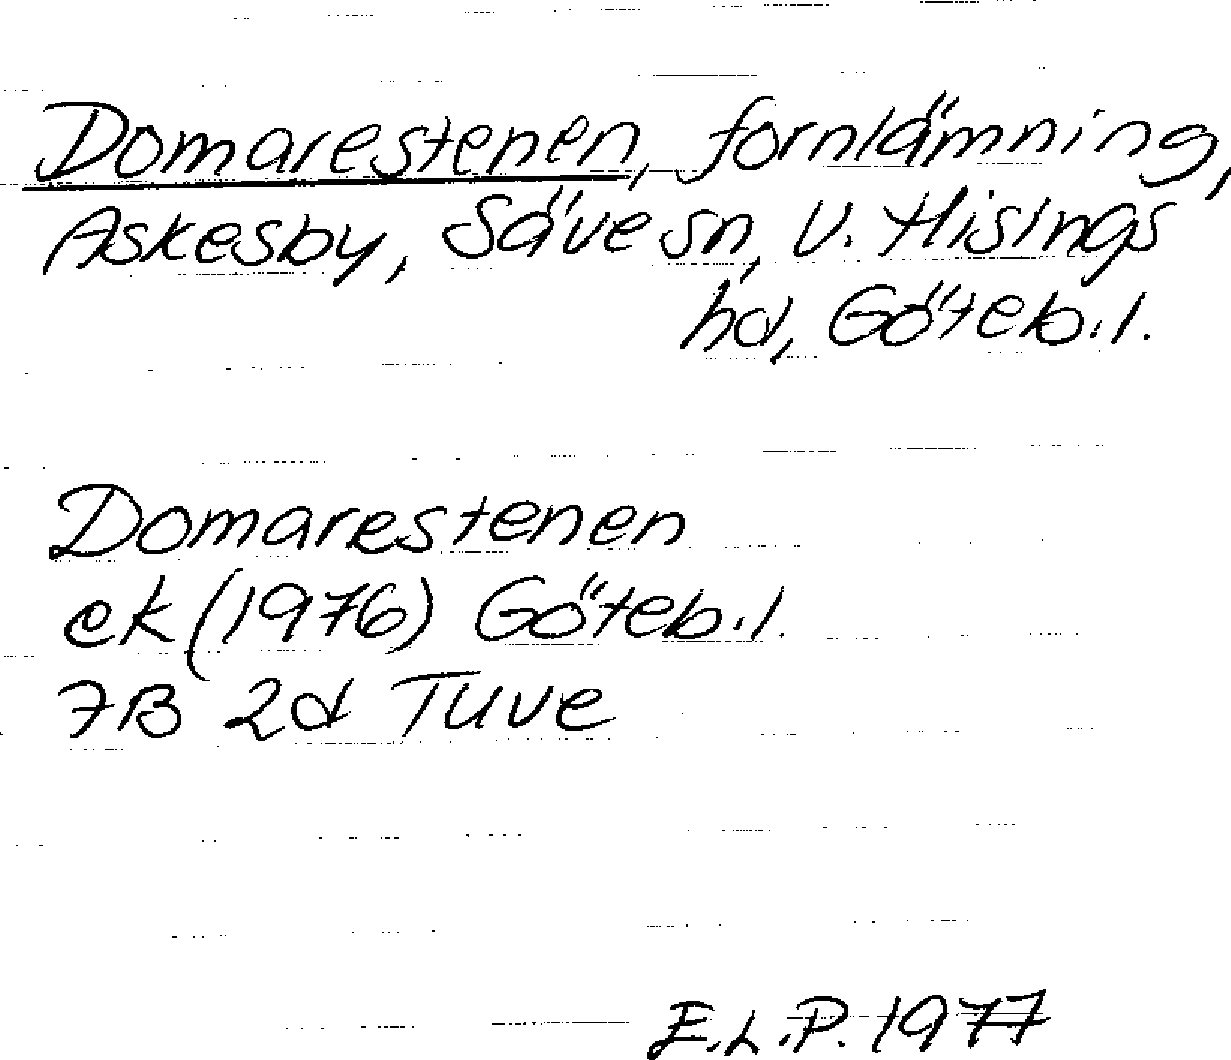 Domarestenen, fornlämning,
Askesby, Säve sn, V. Hisings
hd, Göteb.l.
Domarestenen
ek (1976) Göteb.l.
7B 2d Tuve
E.L.P. 1977